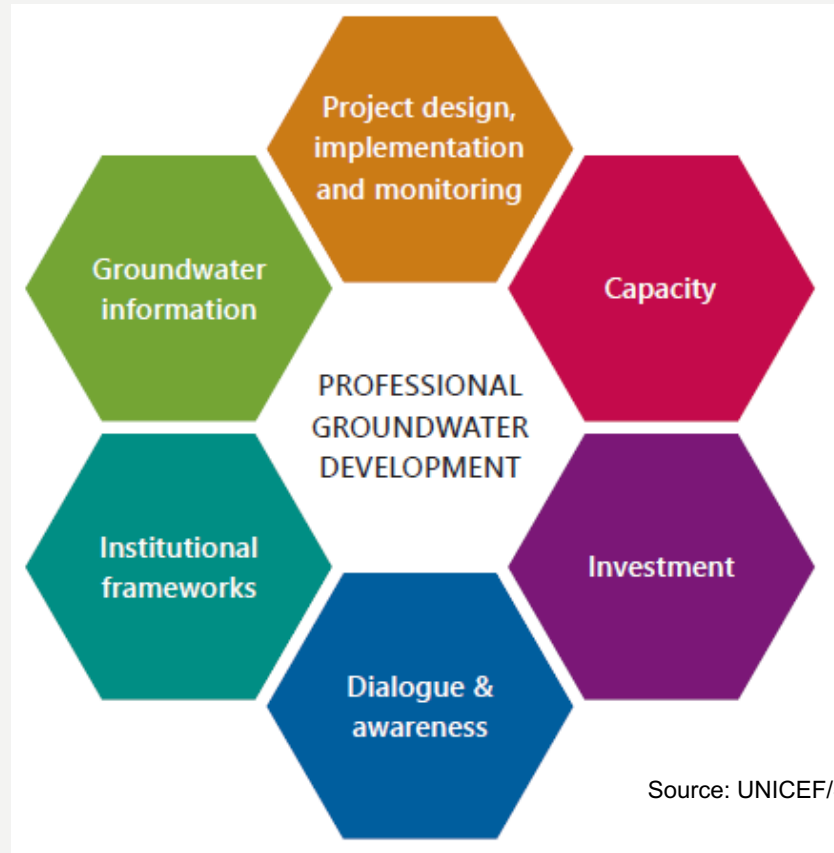 Project design,
implementation
and monitoring
Groundwater
information
Capacity
PROFESSIONAL
GROUNDWATER
DEVELOPMENT
Institutional
frameworks
Investment
Dialogue &
awareness
Source: UNICEF/